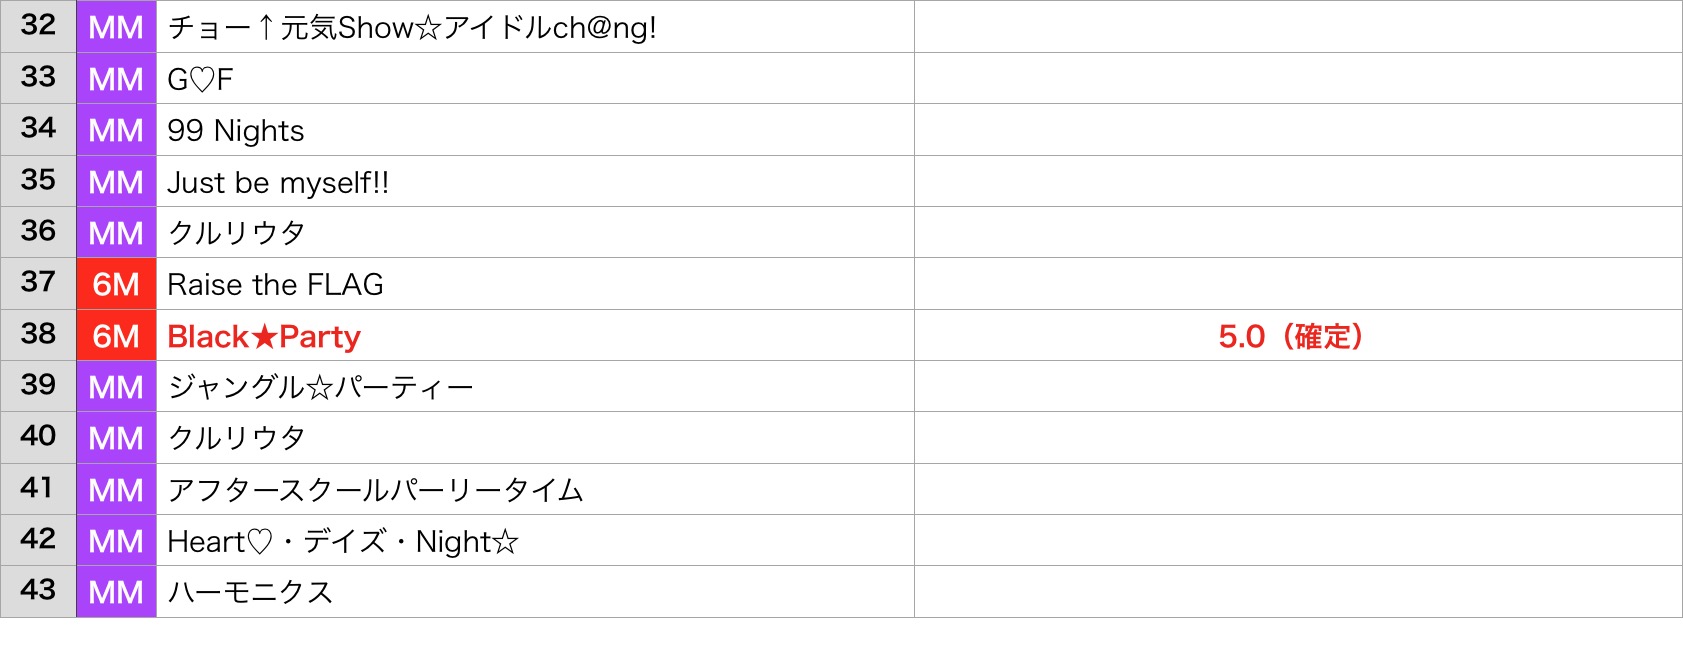 32 MM チョー↑元気Show☆アイドルch@ng!
33 MM G♡F
34 MM 99 Nights
35 MM Just be myself!!
36 MM クルリウタ
37 6M Raise the FLAG
38 6M Black★Party 5.0（確定）
39 MM ジャングル☆パーティー
40 MM クルリウタ
41 MM アフタースクールパーリータイム
42 MM Heart♡・デイズ・Night☆
43 MM ハーモニクス